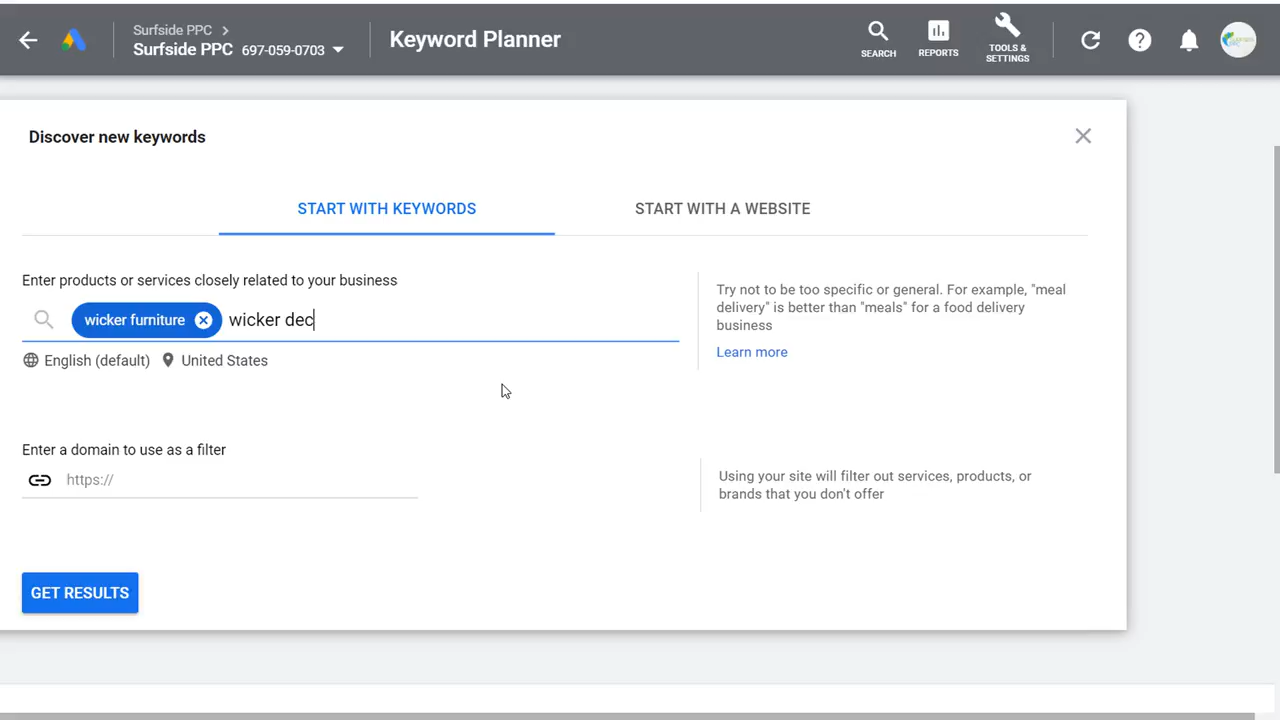 Surfside PPC
Surfside PPC 697-059-0703
Keyword Planner
SEARCH
REPORTS
TOOLS &
SETTINGS
Discover new keywords
START WITH KEYWORDS
START WITH A WEBSITE
Enter products or services closely related to your business
wicker furniture wicker dec
English (default) United States
Try not to be too specific or general. For example, "meal
delivery" is better than "meals" for a food delivery
business
Learn more
Enter a domain to use as a filter
https://
Using your site will filter out services, products, or
brands that you don't offer
GET RESULTS